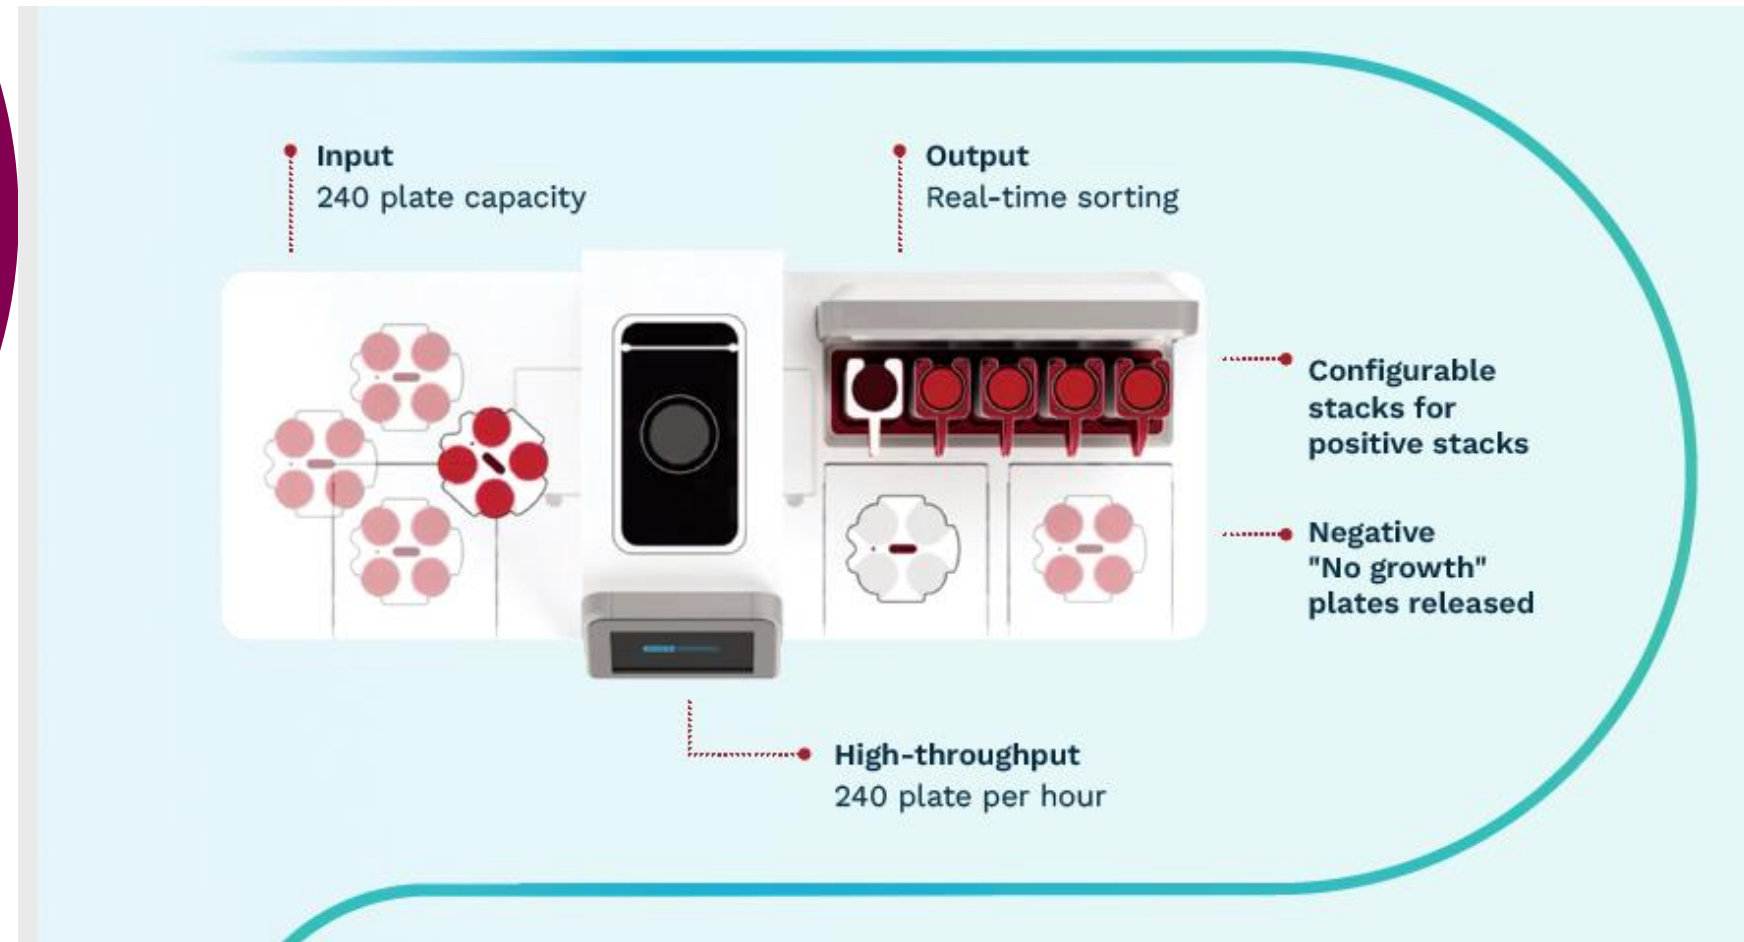 Input
240 plate capacity
Output
Real-time sorting
Configurable
stacks for
positive stacks
Negative
"No growth"
plates released
High-throughput
240 plate per hour